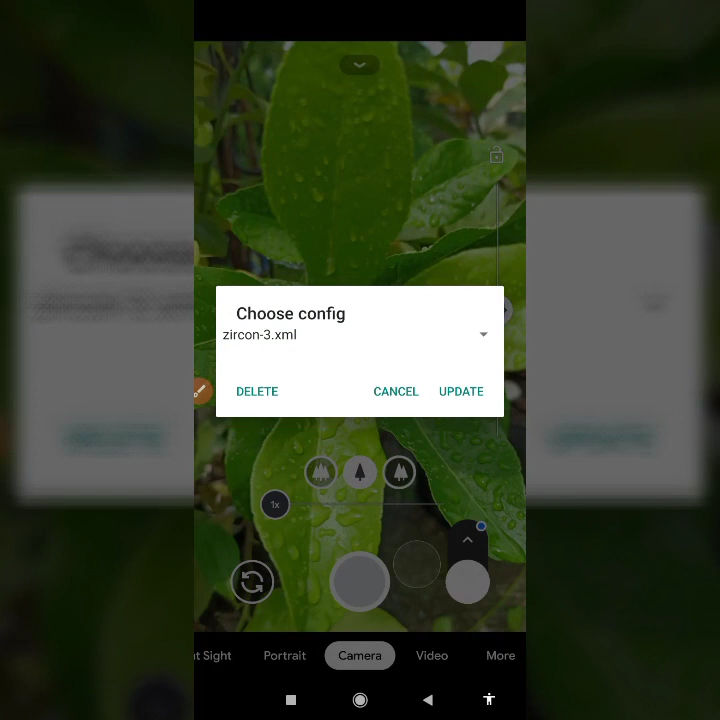 Choose config
zircon-3.xml
DELETE CANCEL UPDATE
1x
t Sight Portrait Camera Video More